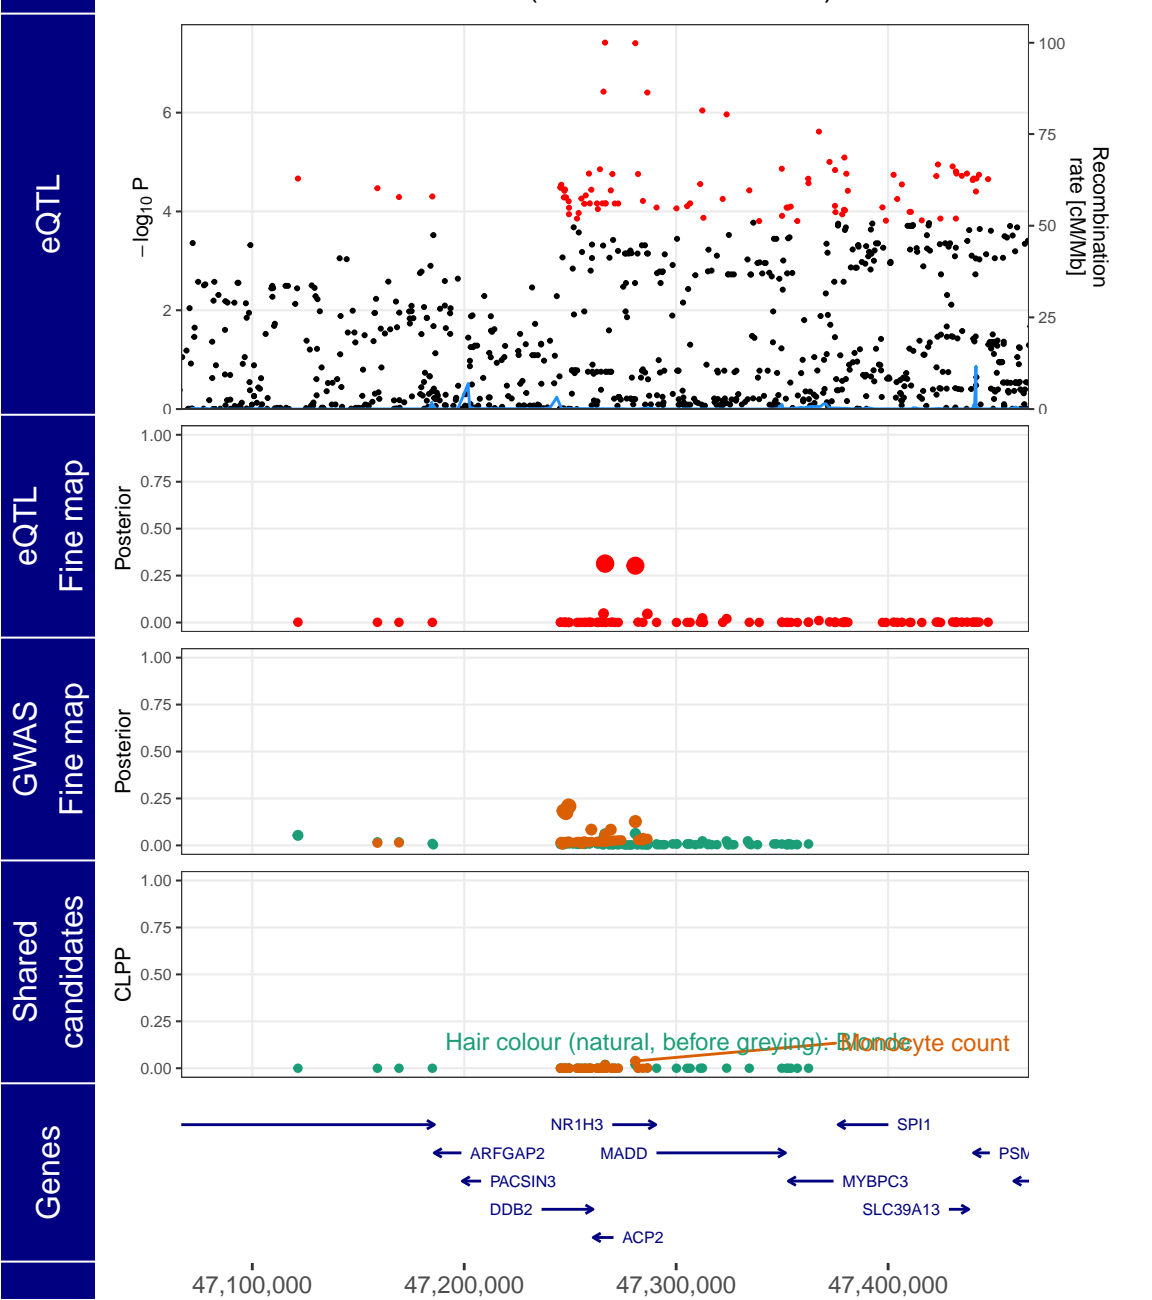 eQTL
−log10 P
6
4
2
0
100
75
50
25
0
Recombination
rate [cM/Mb]
eQTL
Fine map
Posterior
1.00
0.75
0.50
0.25
0.00
GWAS
Fine map
Posterior
1.00
0.75
0.50
0.25
0.00
Shared
candidates
CLPP
1.00
0.75
0.50
0.25
0.00
Hair colour (natural, before greying): Blonde
Monocyte count
Genes
NR1H3
SPI1
ARFGAP2
MADD
PSM
PACSIN3
MYBPC3
DDB2
SLC39A13
ACP2
47,100,000
47,200,000
47,300,000
47,400,000